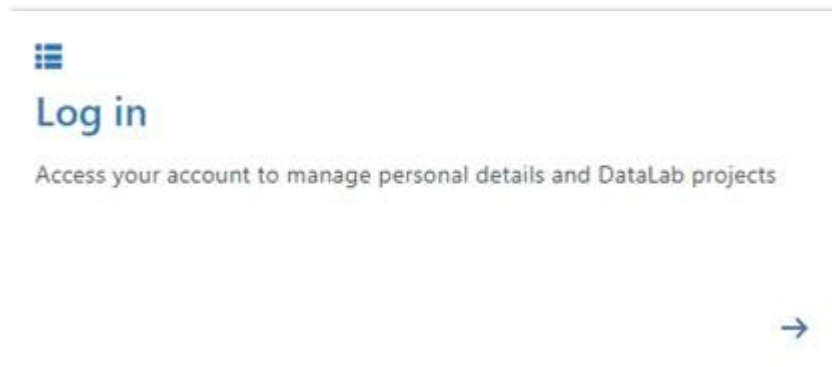 Log in
Access your account to manage personal details and DataLab projects